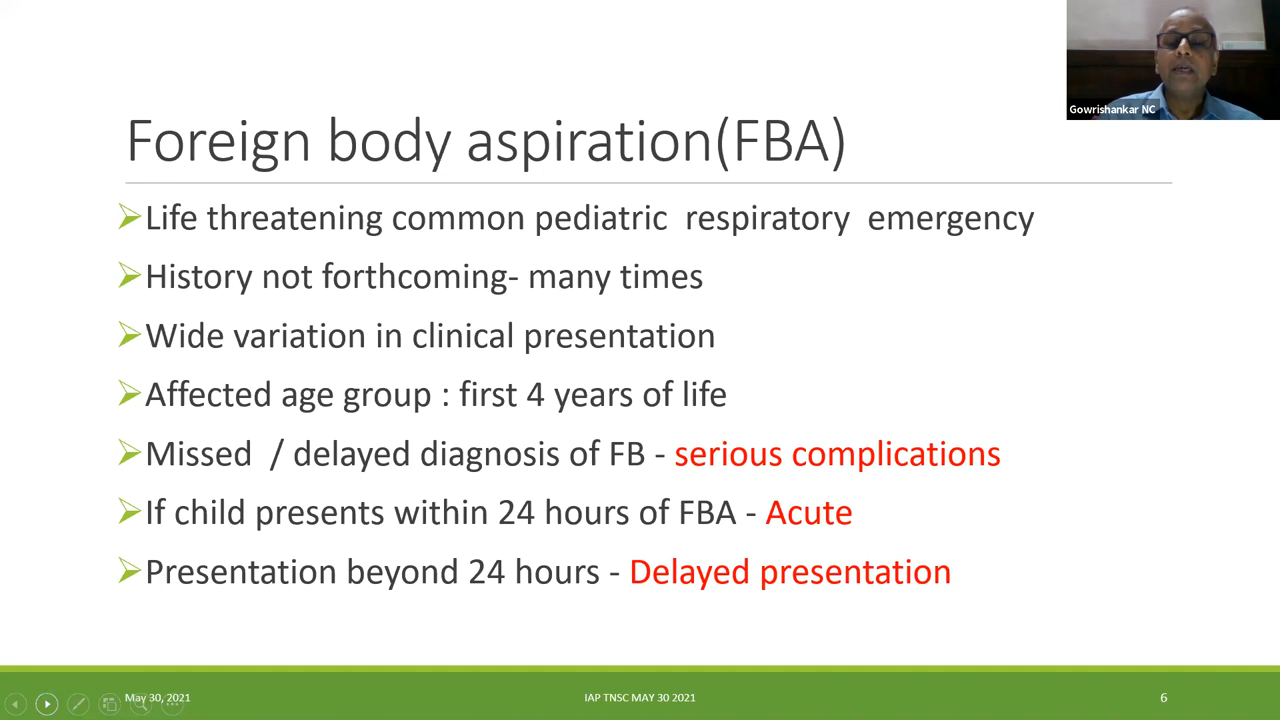 Gowrishankar NC
Foreign body aspiration(FBA)
Life threatening common pediatric respiratory emergency
History not forthcoming- many times
Wide variation in clinical presentation
Affected age group : first 4 years of life
Missed / delayed diagnosis of FB - serious complications
If child presents within 24 hours of FBA - Acute
Presentation beyond 24 hours - Delayed presentation
May 30, 2021
IAP TNSC MAY 30 2021
6